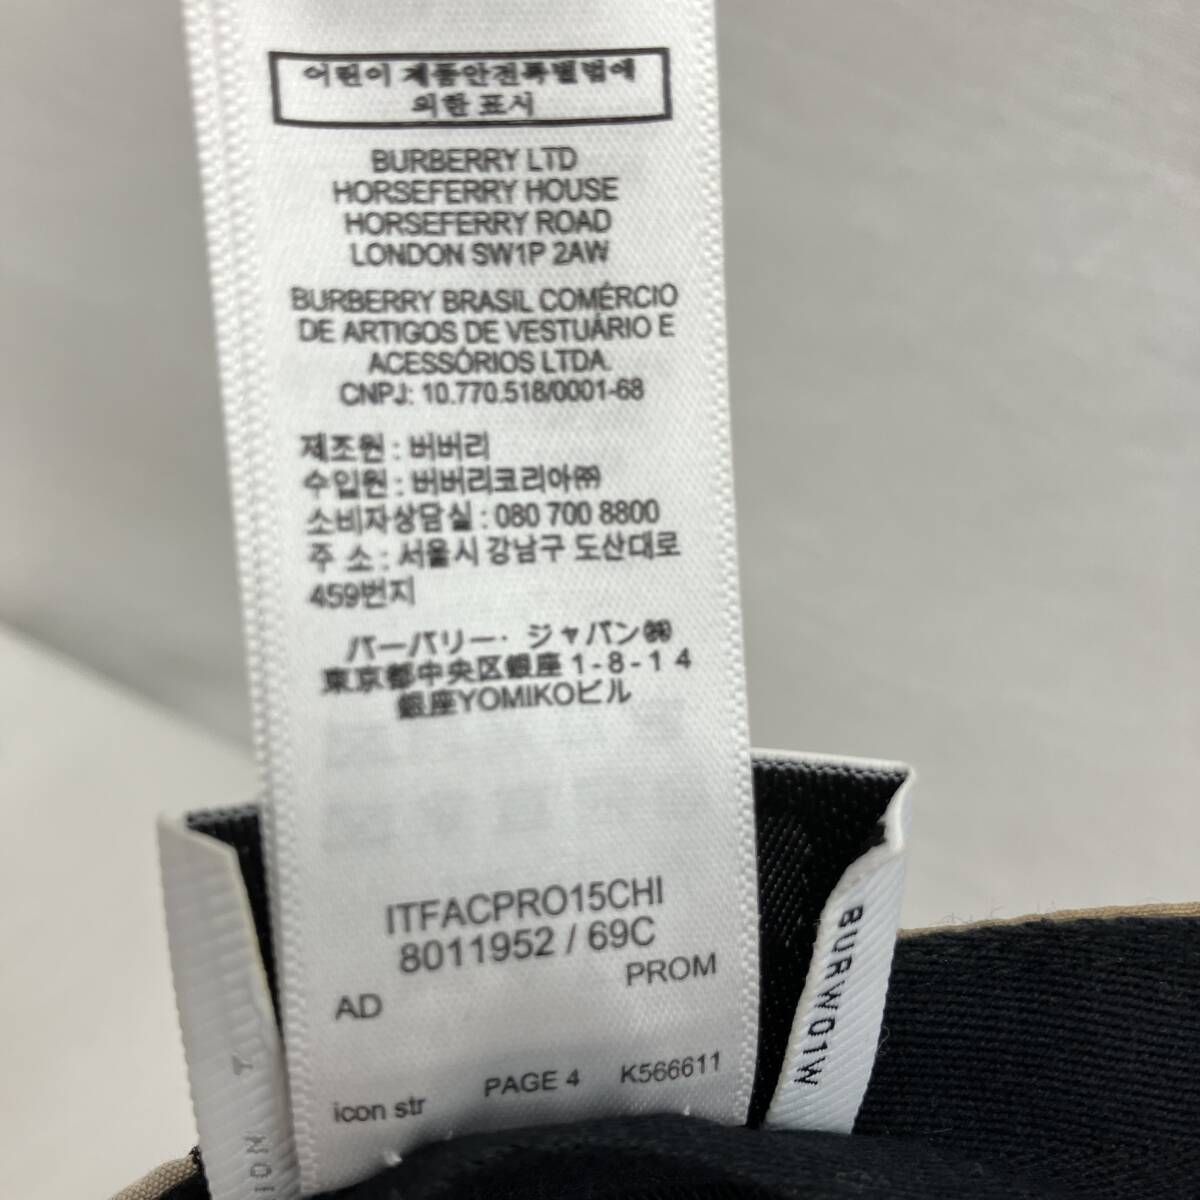 어린이 제품안전특별법에
의한 표시
BURBERRY LTD
HORSEFERRY HOUSE
HORSEFERRY ROAD
LONDON SW1P 2AW
BURBERRY BRASIL COMÉRCIO
DE ARTIGOS DE VESTUÁRIO E
ACESSÓRIOS LTDA.
CNPJ: 10.770.518/0001-68
제조원 : 버버리
수입원 : 버버리코리아㈜
소비자상담실 : 080 700 8800
주 소 : 서울시 강남구 도산대로
459번지
バーバリー・ジャパン㈱
東京都中央区銀座1-8-14
銀座YOMIKOビル
ITFACPRO15CHI
8011952 / 69C
PROM
AD
PAGE 4 K566611
icon str
BURW01W